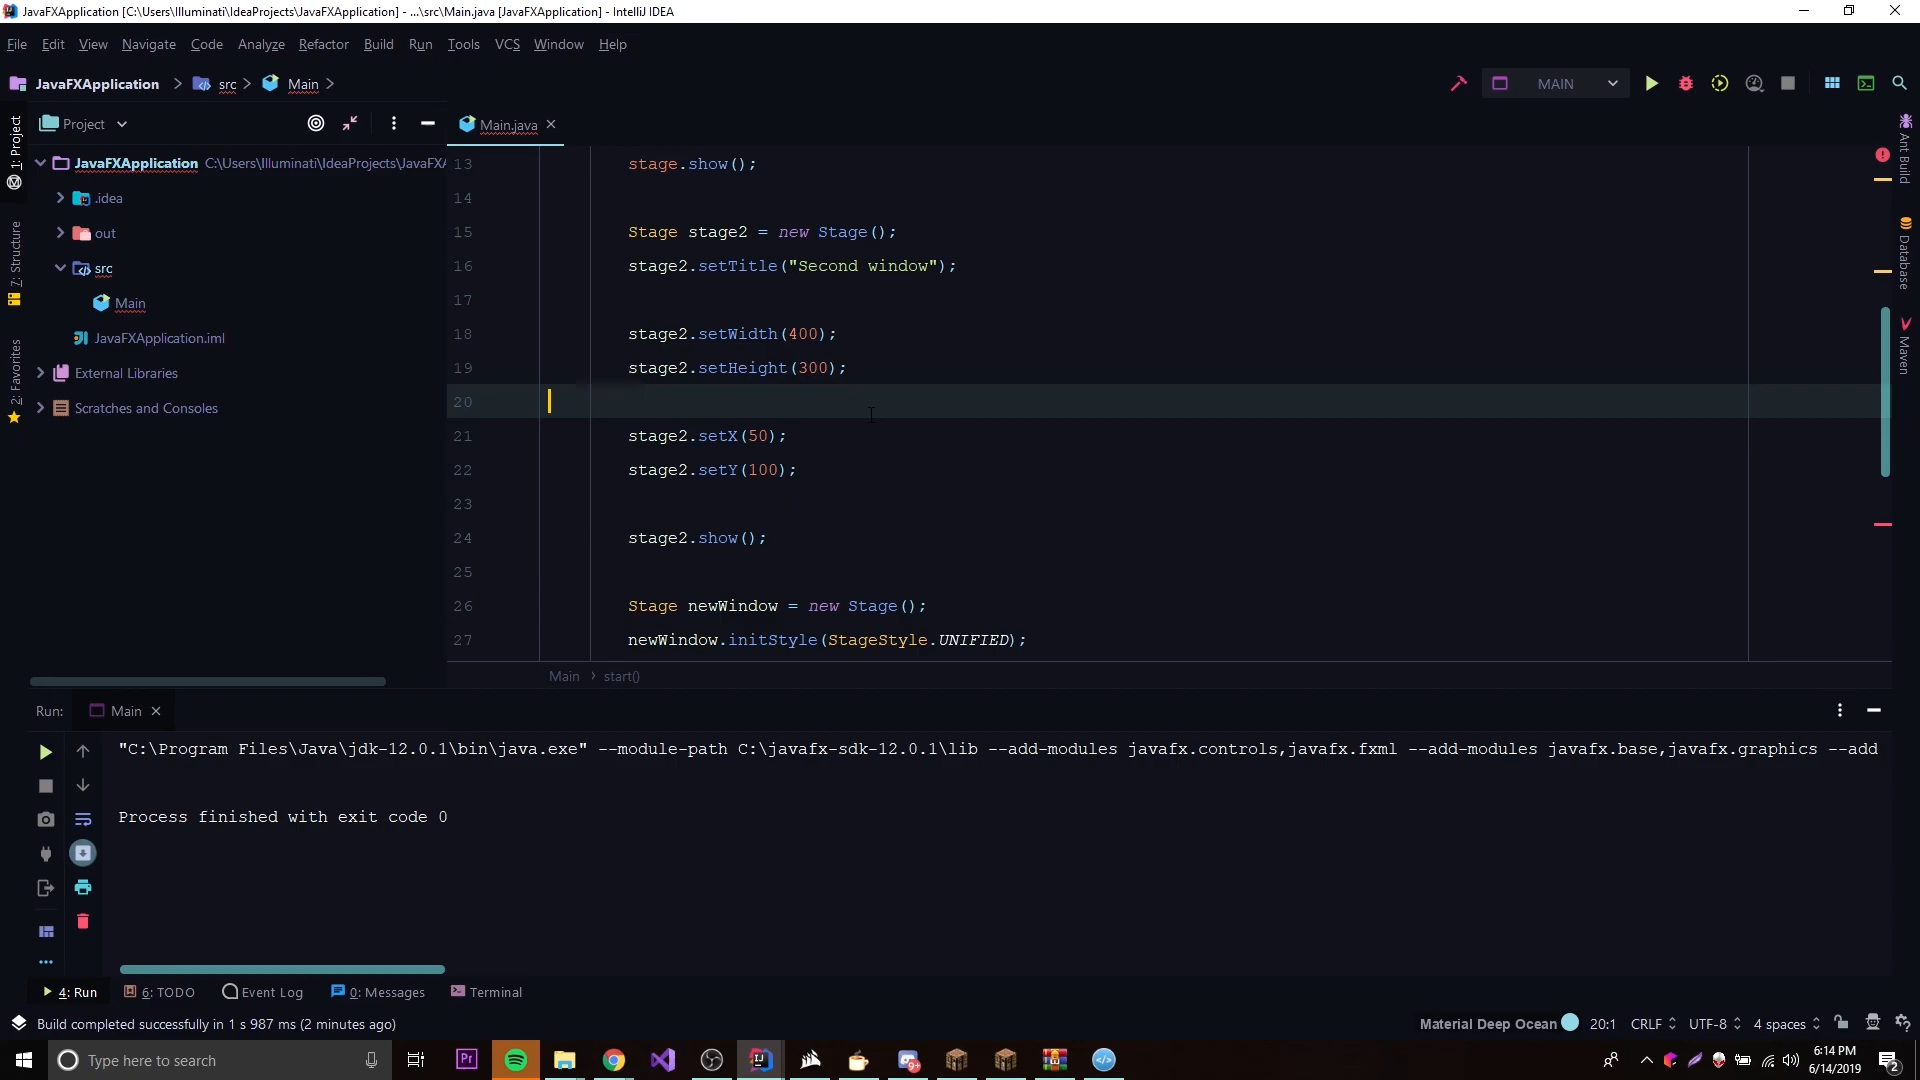 JavaFXApplication [C:\Users\Illuminati\IdeaProjects\JavaFXApplication] - ...\src\Main.java [JavaFXApplication] - IntelliJ IDEA
File Edit View Navigate Code Analyze Refactor Build Run Tools VCS Window Help
JavaFXApplication src Main
MAIN
Project
Main.java
1: Project
7: Structure
2: Favorites
JavaFXApplication C:\Users\Illuminati\IdeaProjects\JavaFXA
.idea
out
src
Main
JavaFXApplication.iml
External Libraries
Scratches and Consoles
13 stage.show();
14
15 Stage stage2 = new Stage();
16 stage2.setTitle("Second window");
17
18 stage2.setWidth(400);
19 stage2.setHeight(300);
20
21 stage2.setX(50);
22 stage2.setY(100);
23
24 stage2.show();
25
26 Stage newWindow = new Stage();
27 newWindow.initStyle(StageStyle.UNIFIED);
Main start()
Ant Build
Database
Maven
Run: Main
"C:\Program Files\Java\jdk-12.0.1\bin\java.exe" --module-path C:\javafx-sdk-12.0.1\lib --add-modules javafx.controls,javafx.fxml --add-modules javafx.base,javafx.graphics --add
Process finished with exit code 0
4: Run 6: TODO Event Log 0: Messages Terminal
Build completed successfully in 1 s 987 ms (2 minutes ago)
Material Deep Ocean 20:1 CRLF UTF-8 4 spaces
Type here to search
Pr
IJ
9+
6:14 PM
6/14/2019
2